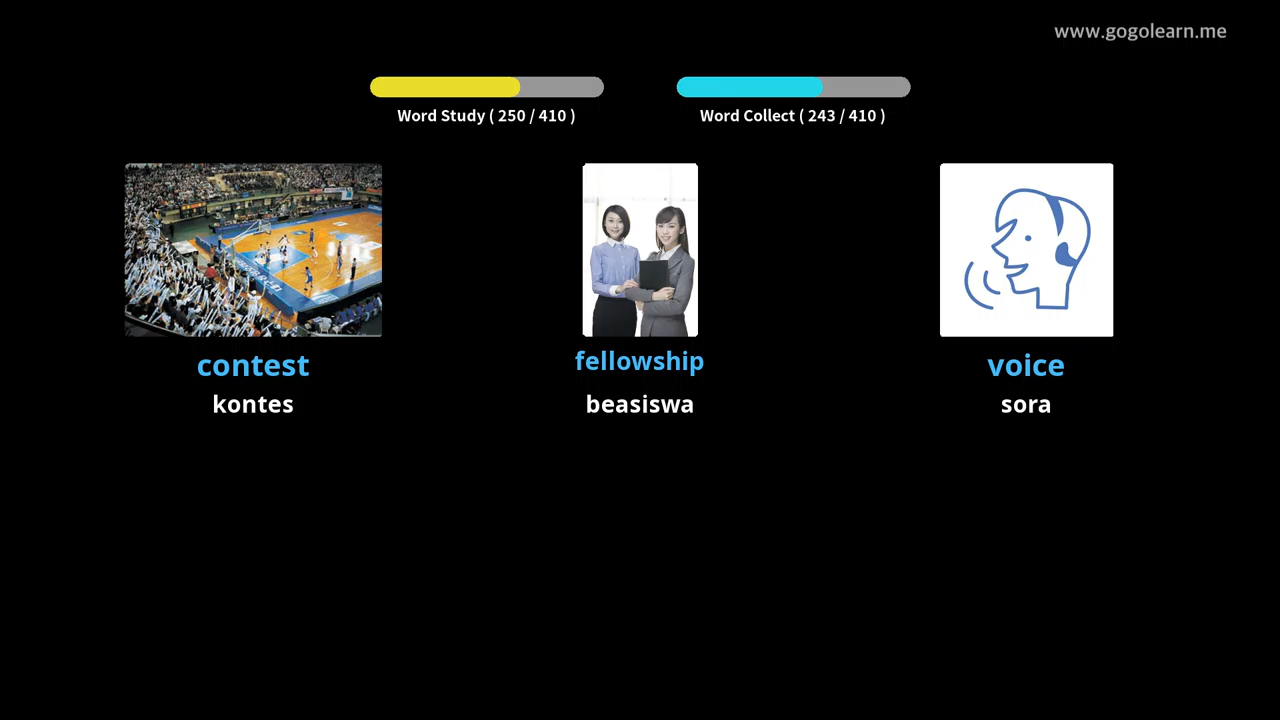 www.gogolearn.me
Word Study ( 250 / 410 )
Word Collect ( 243 / 410 )
contest
fellowship
voice
kontes
beasiswa
sora